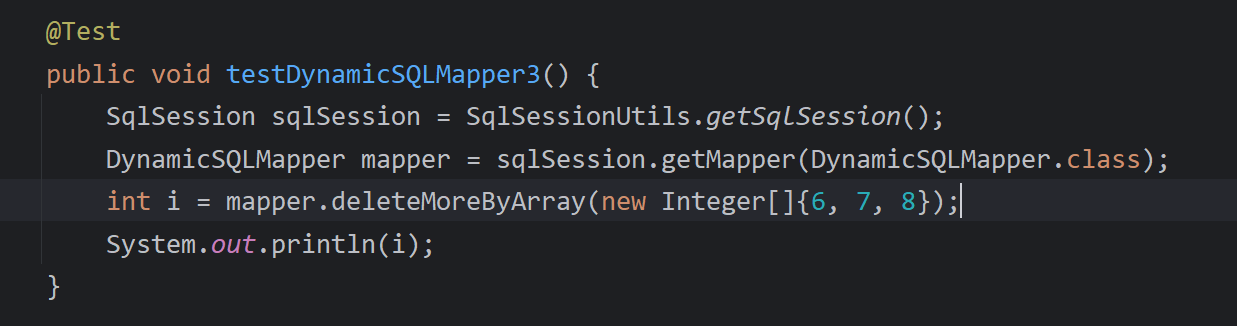 @Test
public void testDynamicSQLMapper3() {
    SqlSession sqlSession = SqlSessionUtils.getSqlSession();
    DynamicSQLMapper mapper = sqlSession.getMapper(DynamicSQLMapper.class);
    int i = mapper.deleteMoreByArray(new Integer[]{6, 7, 8});
    System.out.println(i);
}